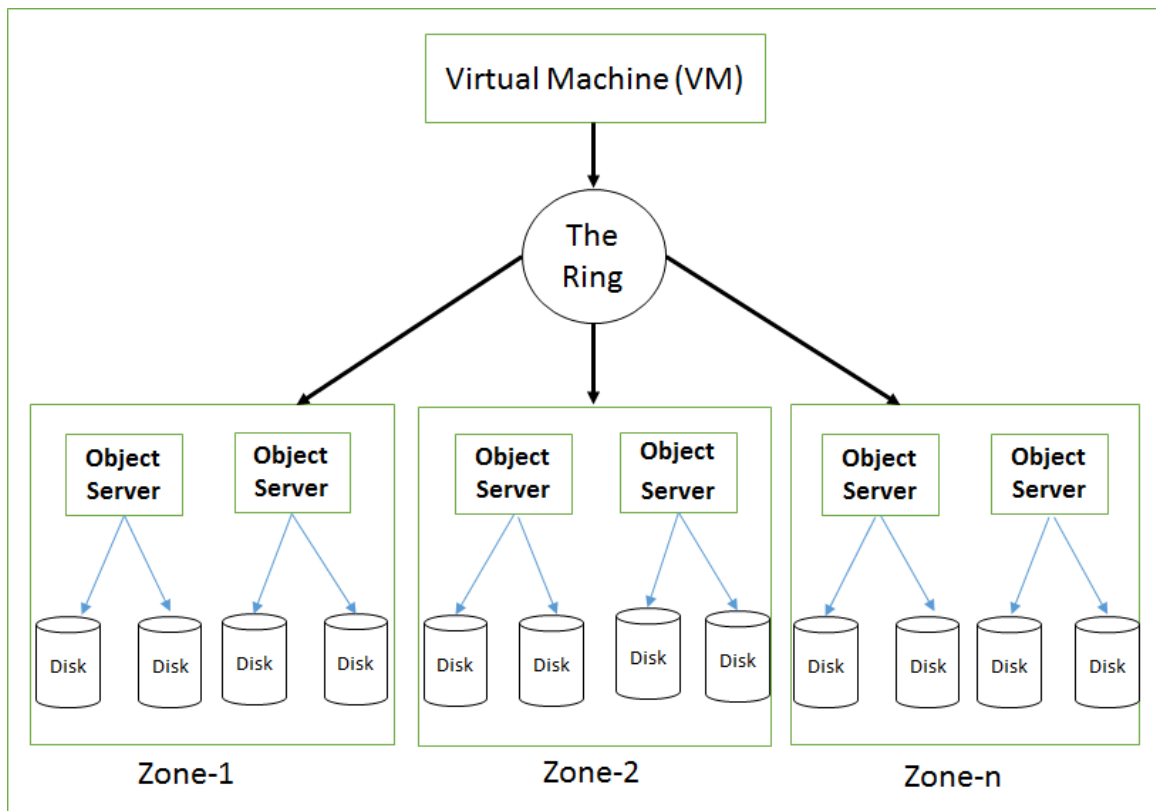 Virtual Machine (VM)
The
Ring
Object
Server
Object
Server
Object
Server
Object
Server
Object
Server
Object
Server
Disk
Disk
Disk
Disk
Disk
Disk
Disk
Disk
Disk
Disk
Disk
Disk
Zone-1
Zone-2
Zone-n